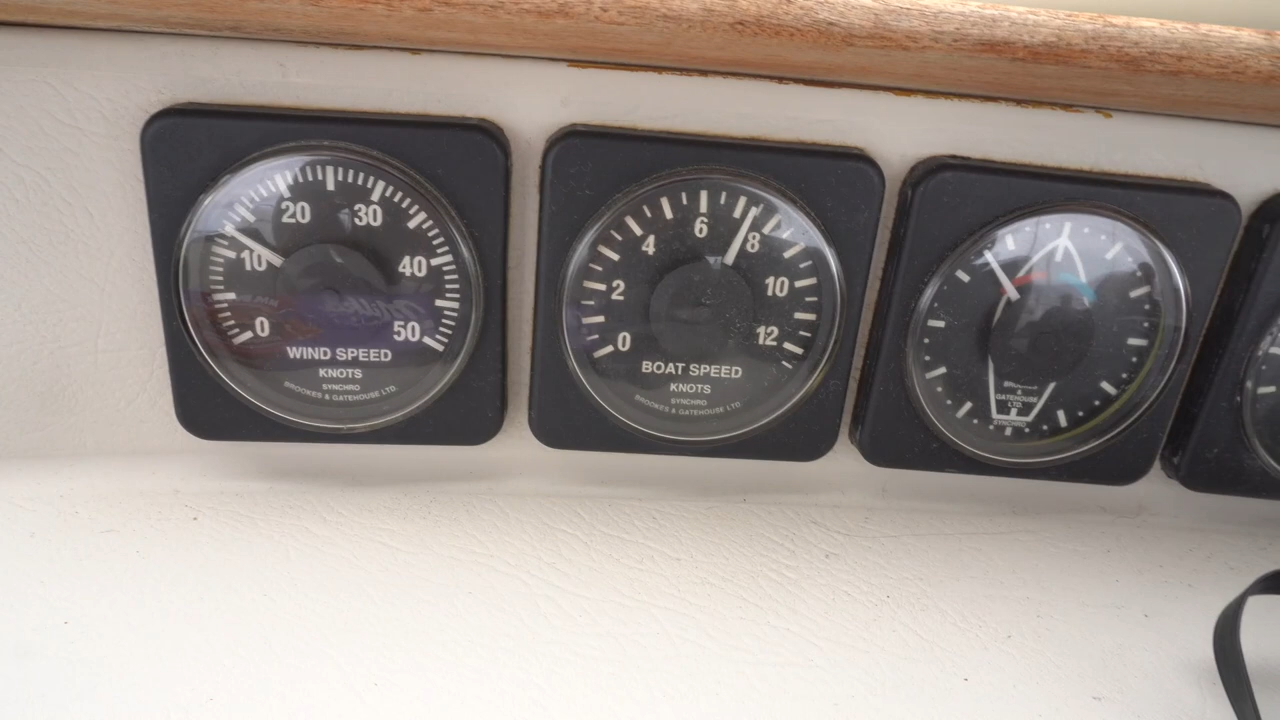 20 30
10 40
0 50
WIND SPEED
KNOTS
SYNCHRO
BROOKES & GATEHOUSE LTD.
6
4 8
2 10
0 12
BOAT SPEED
KNOTS
SYNCHRO
BROOKES & GATEHOUSE LTD.
&
GATEHOUSE
LTD.
SYNCHRO